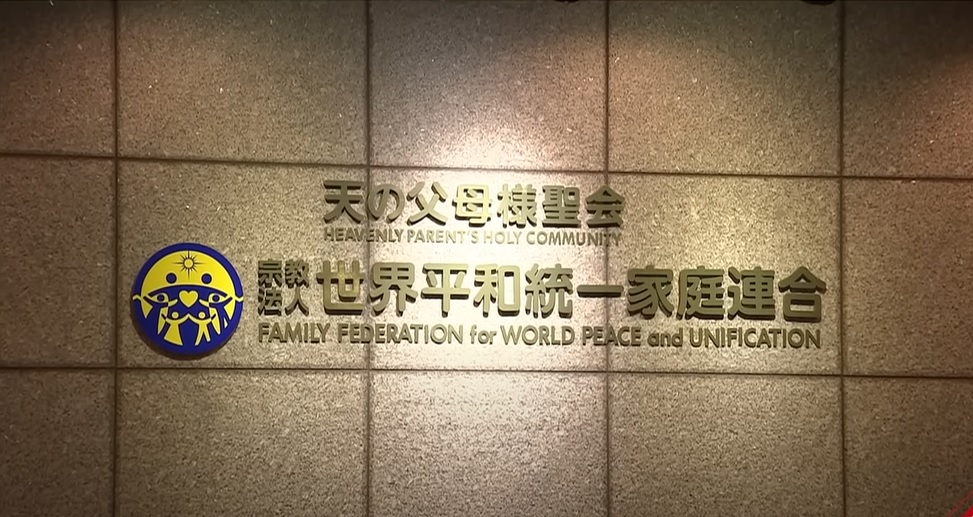 天の父母様聖会
HEAVENLY PARENT'S HOLY COMMUNITY
宗教法人 世界平和統一家庭連合
FAMILY FEDERATION for WORLD PEACE and UNIFICATION